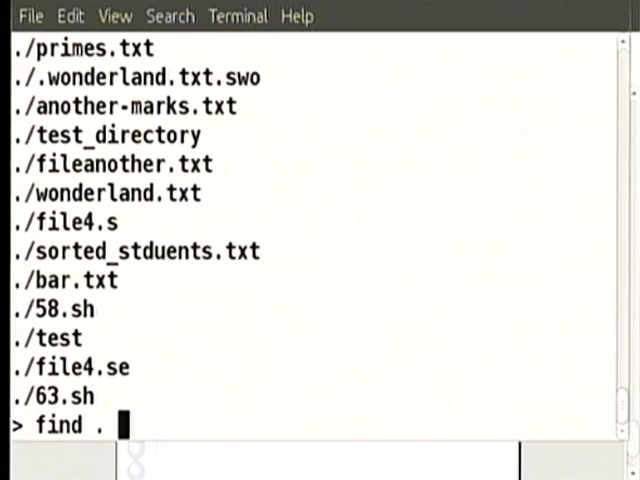 File Edit View Search Terminal Help
./primes.txt
./.wonderland.txt.swo
./another-marks.txt
./test_directory
./fileanother.txt
./wonderland.txt
./file4.s
./sorted_stduents.txt
./bar.txt
./58.sh
./test
./file4.se
./63.sh
> find .